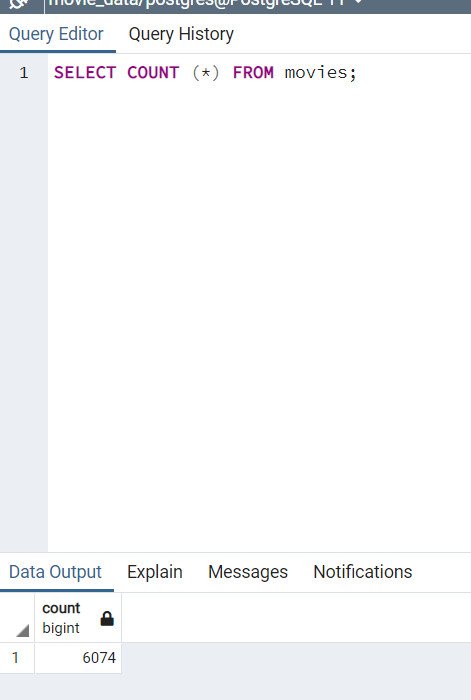 movie_data/postgres@PostgreSQL 11
Query Editor Query History
1 SELECT COUNT (*) FROM movies;
Data Output Explain Messages Notifications
count
bigint
1 6074